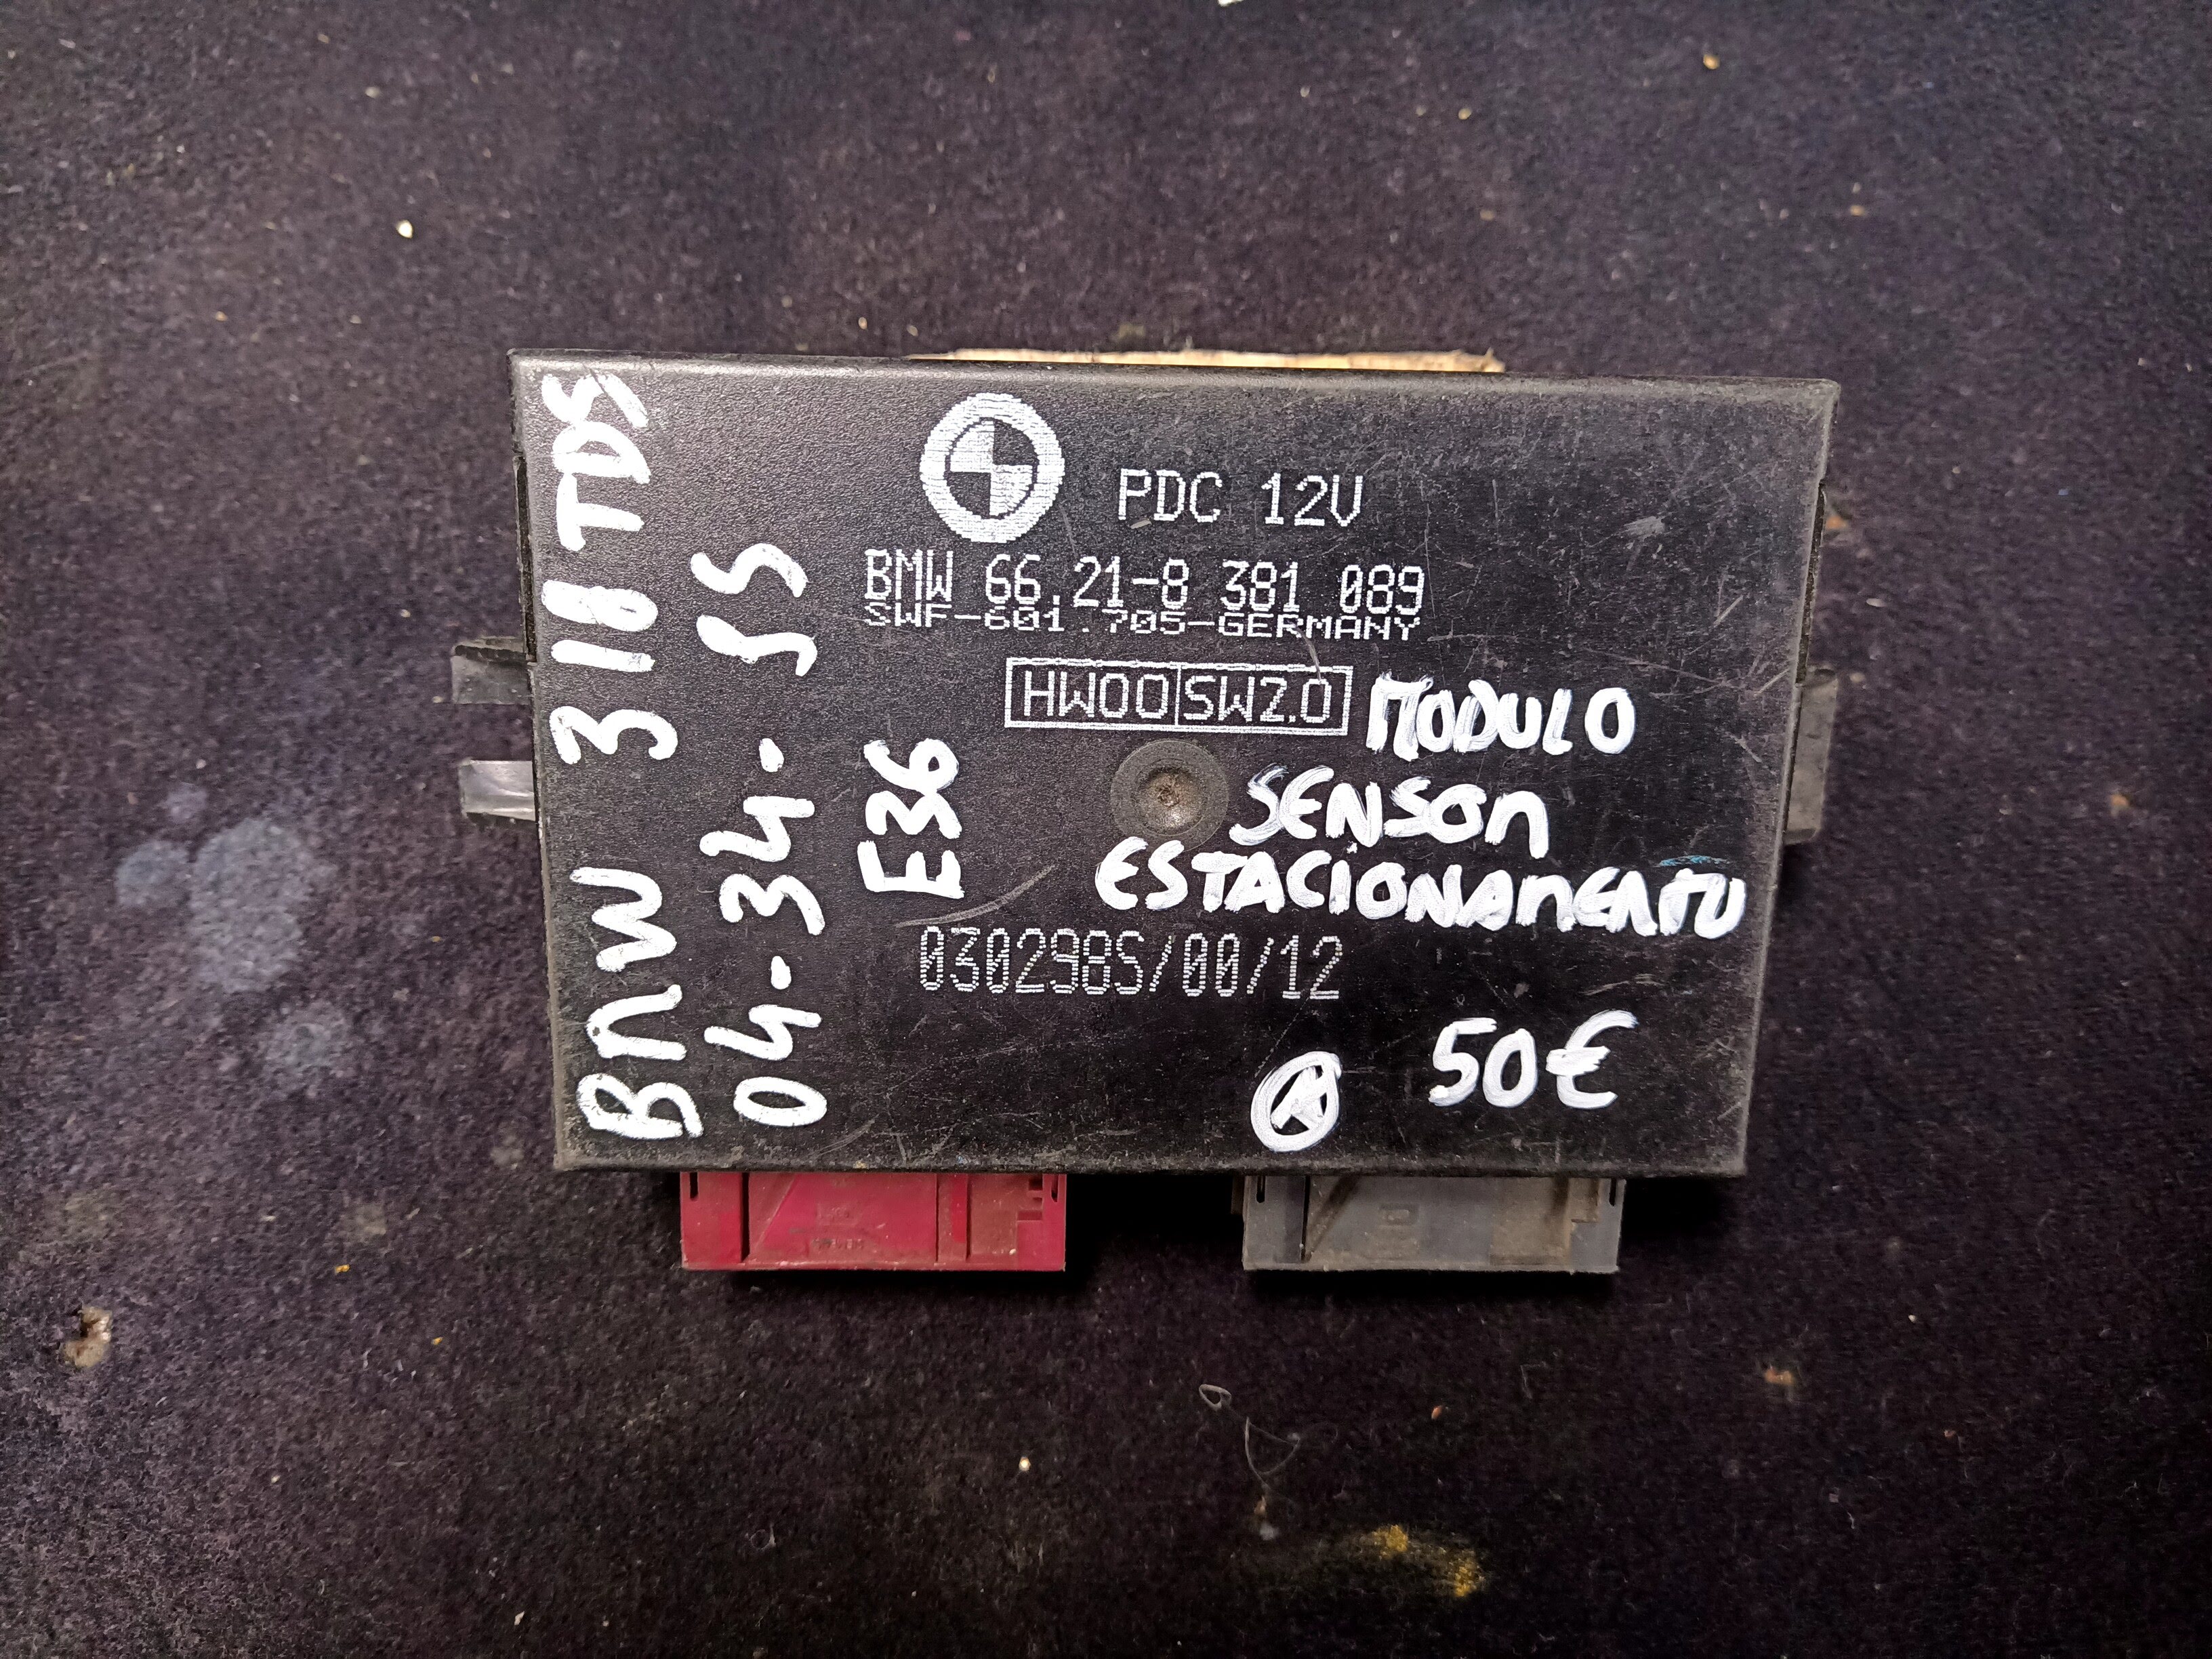 PDC 12V
BMW 66.21-8 381 089
SWF-601.705-GERMANY
HW00 SW2.0
MODULO
SENSOR
ESTACIONAMENTO
0302985/00/12
50€
BMW 318 TDS
04-34-SS
E36